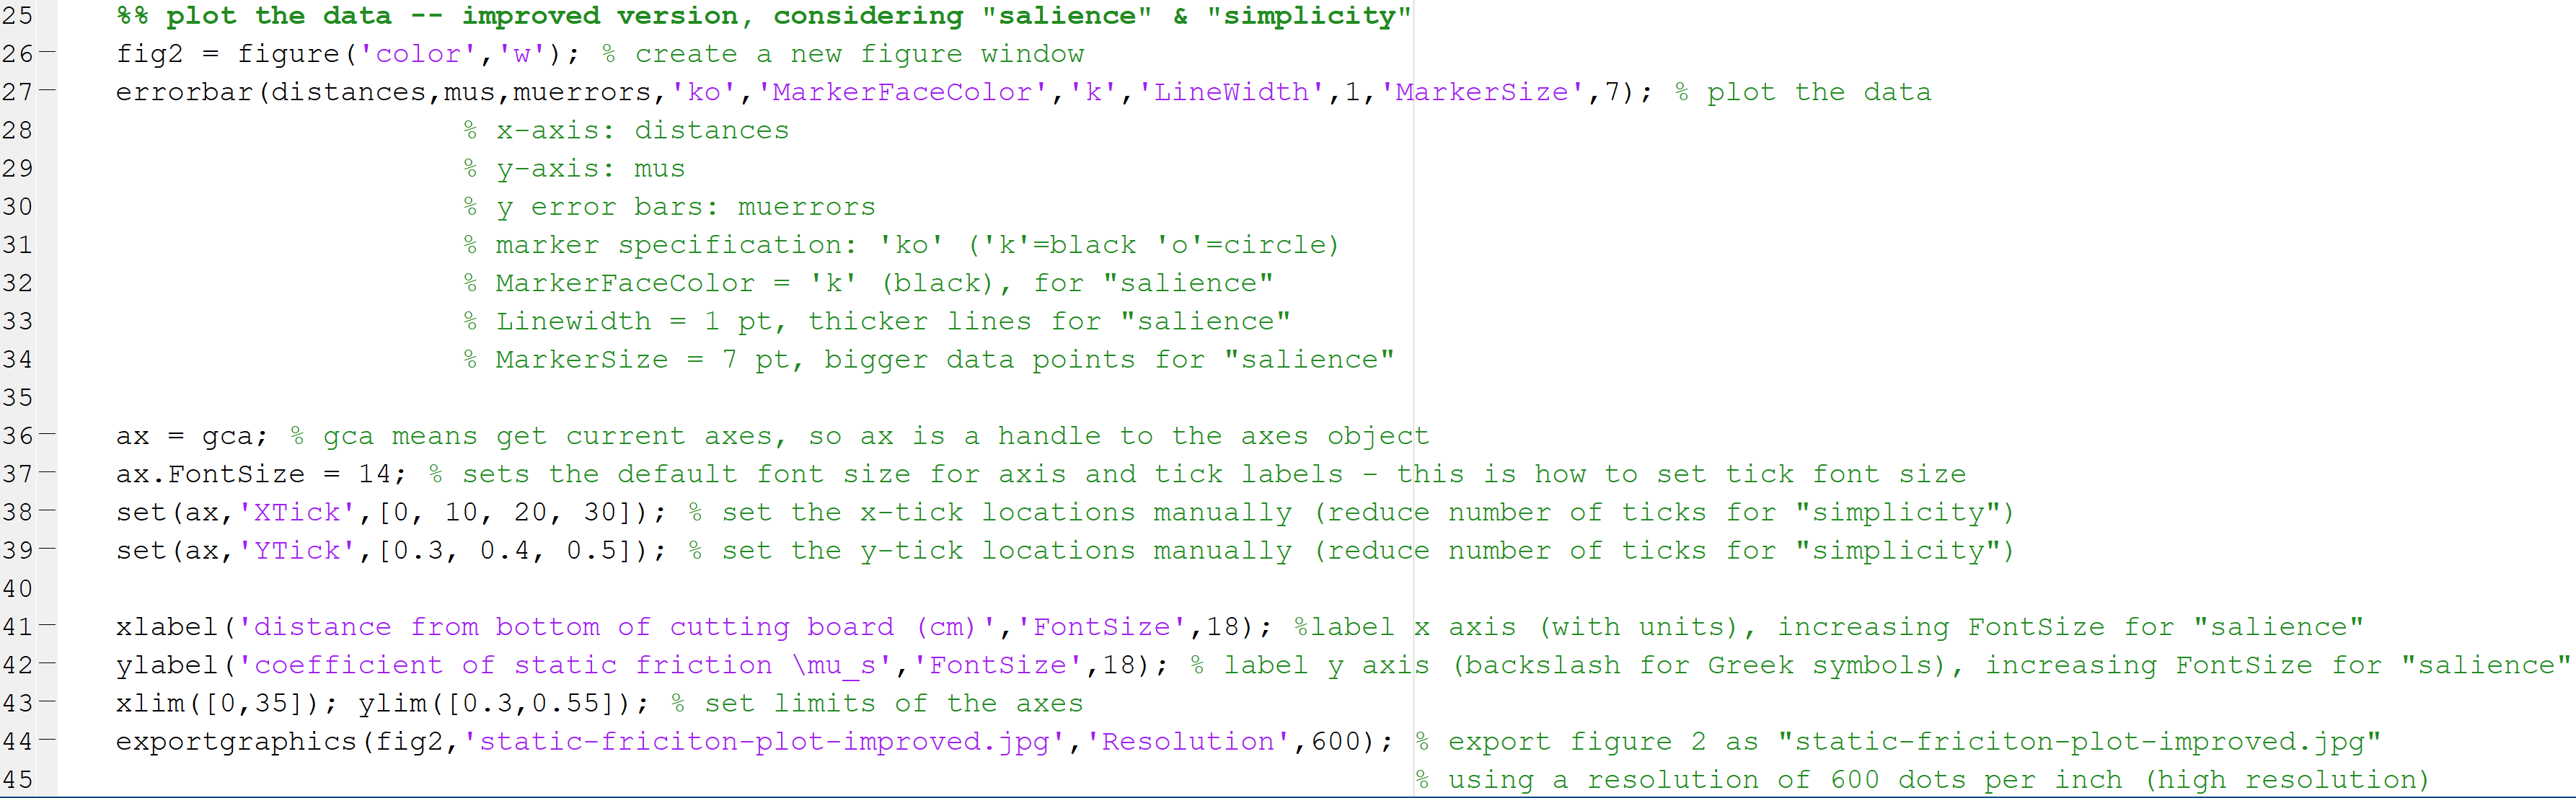 25 %% plot the data -- improved version, considering "salience" & "simplicity"
26 fig2 = figure('color','w'); % create a new figure window
27 errorbar(distances,mus,muerrors,'ko','MarkerFaceColor','k','LineWidth',1,'MarkerSize',7); % plot the data
28 % x-axis: distances
29 % y-axis: mus
30 % y error bars: muerrors
31 % marker specification: 'ko' ('k'=black 'o'=circle)
32 % MarkerFaceColor = 'k' (black), for "salience"
33 % Linewidth = 1 pt, thicker lines for "salience"
34 % MarkerSize = 7 pt, bigger data points for "salience"
35
36 ax = gca; % gca means get current axes, so ax is a handle to the axes object
37 ax.FontSize = 14; % sets the default font size for axis and tick labels - this is how to set tick font size
38 set(ax,'XTick',[0, 10, 20, 30]); % set the x-tick locations manually (reduce number of ticks for "simplicity")
39 set(ax,'YTick',[0.3, 0.4, 0.5]); % set the y-tick locations manually (reduce number of ticks for "simplicity")
40
41 xlabel('distance from bottom of cutting board (cm)','FontSize',18); %label x axis (with units), increasing FontSize for "salience"
42 ylabel('coefficient of static friction \mu_s','FontSize',18); % label y axis (backslash for Greek symbols), increasing FontSize for "salience"
43 xlim([0,35]); ylim([0.3,0.55]); % set limits of the axes
44 exportgraphics(fig2,'static-friciton-plot-improved.jpg','Resolution',600); % export figure 2 as "static-friciton-plot-improved.jpg"
45 % using a resolution of 600 dots per inch (high resolution)